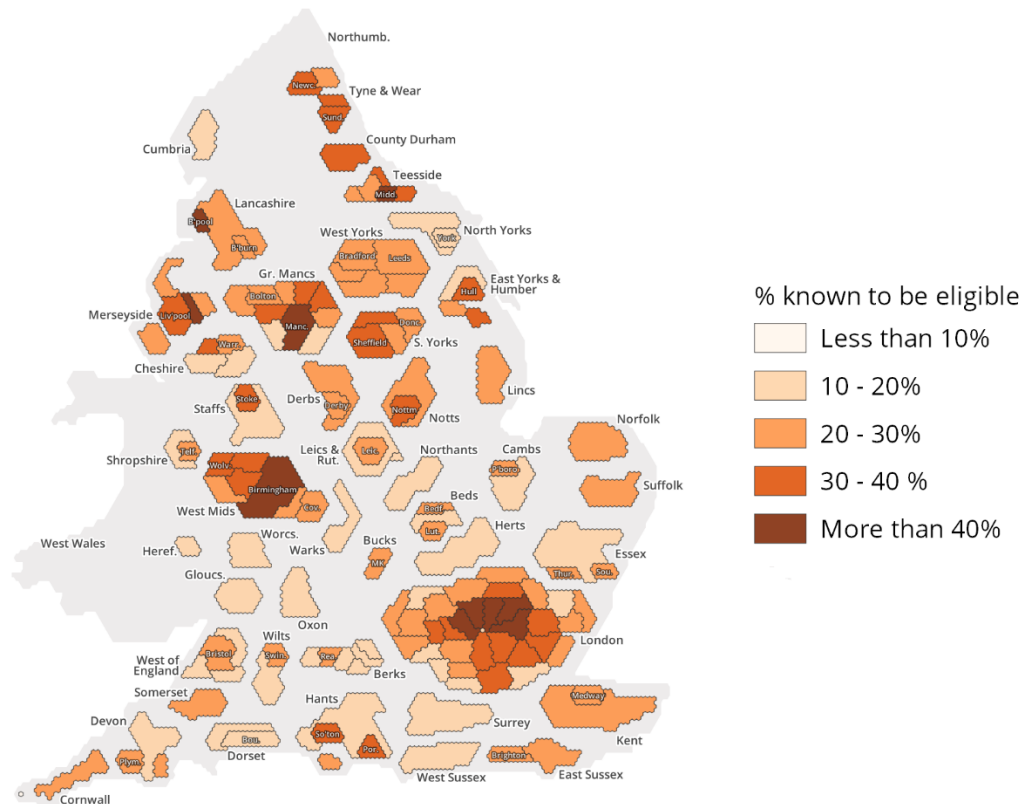 Northumb.
Newc.
Tyne & Wear
Sund.
County Durham
Cumbria
Teesside
Midd.
Lancashire
B'pool
B'burn
West Yorks
North Yorks
York
Bradford
Leeds
Gr. Mancs
East Yorks &
Humber
Hull
Bolton
Merseyside
Liv'pool
Manc.
Donc.
Sheffield
S. Yorks
Warr.
Cheshire
Lincs
Staffs
Stoke.
Derbs
Derby
Nottm
Notts
Norfolk
Shropshire
Telf.
Leics &
Rut.
Leic.
Northants
Cambs
P'boro
Wolv.
Birmingham
Suffolk
West Mids
Cov.
Beds
Bedf.
Lut.
Herts
West Wales
Heref.
Worcs.
Warks
Bucks
MK
Essex
Thur.
Sou.
Gloucs.
Oxon
London
West of
England
Bristol
Wilts
Swin.
Rea.
Berks
Somerset
Hants
Medway
Kent
Devon
Plym.
Dorset
Bou.
So'ton
Por.
Surrey
West Sussex
Brighton
East Sussex
Cornwall
% known to be eligible
Less than 10%
10 - 20%
20 - 30%
30 - 40 %
More than 40%